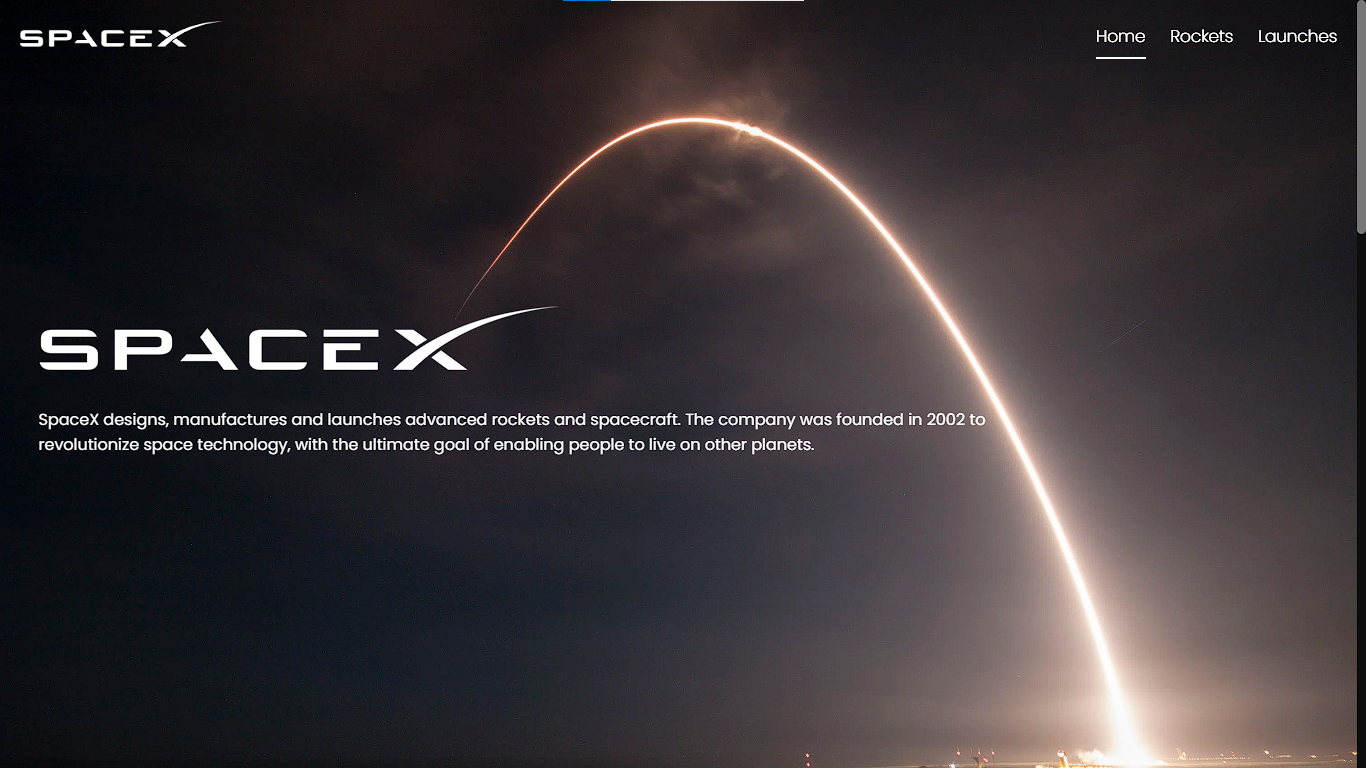 SPACEX
Home Rockets Launches
SPACEX
SpaceX designs, manufactures and launches advanced rockets and spacecraft. The company was founded in 2002 to
revolutionize space technology, with the ultimate goal of enabling people to live on other planets.